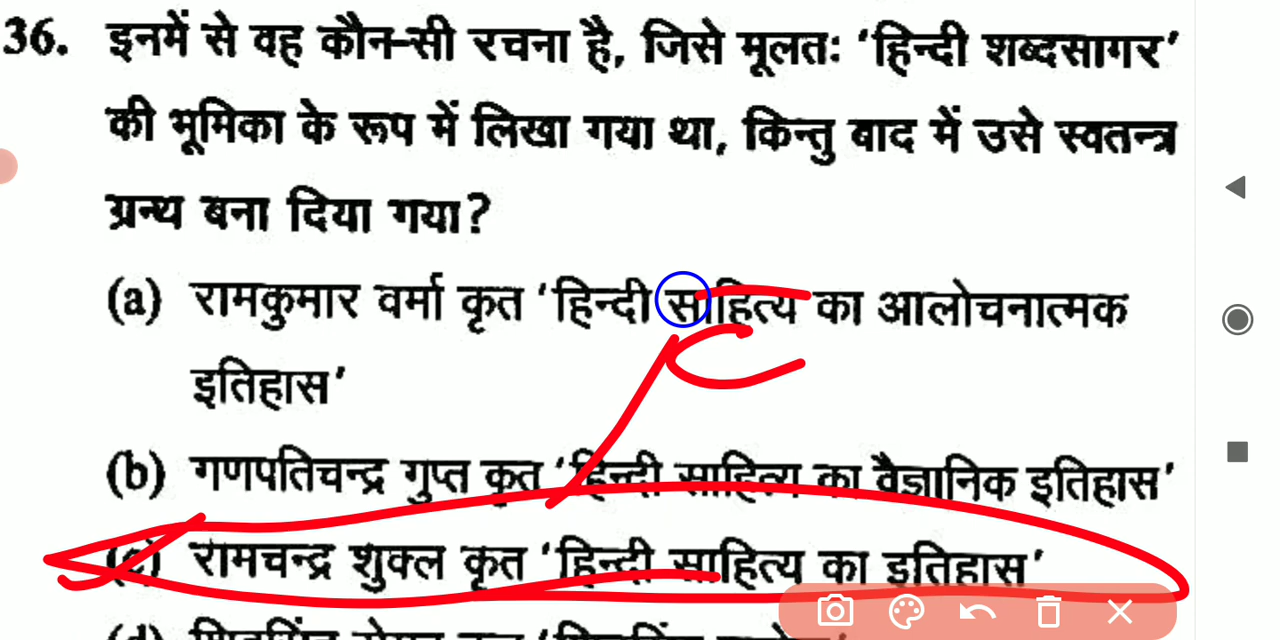 36. इनमें से वह कौन-सी रचना है, जिसे मूलतः ‘हिन्दी शब्दसागर’
की भूमिका के रूप में लिखा गया था, किन्तु बाद में उसे स्वतन्त्र
ग्रन्थ बना दिया गया?
(a) रामकुमार वर्मा कृत ‘हिन्दी साहित्य का आलोचनात्मक
इतिहास’
(b) गणपतिचन्द्र गुप्त कृत ‘हिन्दी साहित्य का वैज्ञानिक इतिहास’
(c) रामचन्द्र शुक्ल कृत ‘हिन्दी साहित्य का इतिहास’